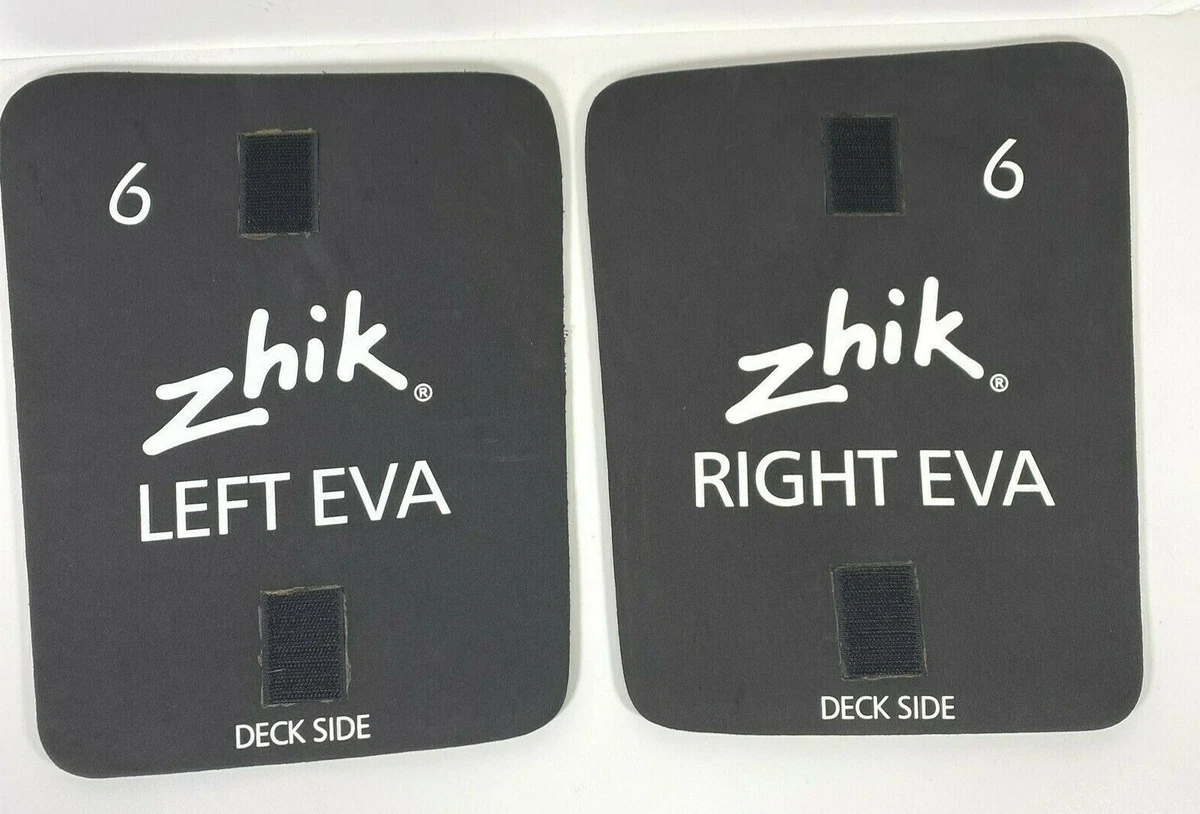 6
zhik®
LEFT EVA
DECK SIDE
6
zhik®
RIGHT EVA
DECK SIDE